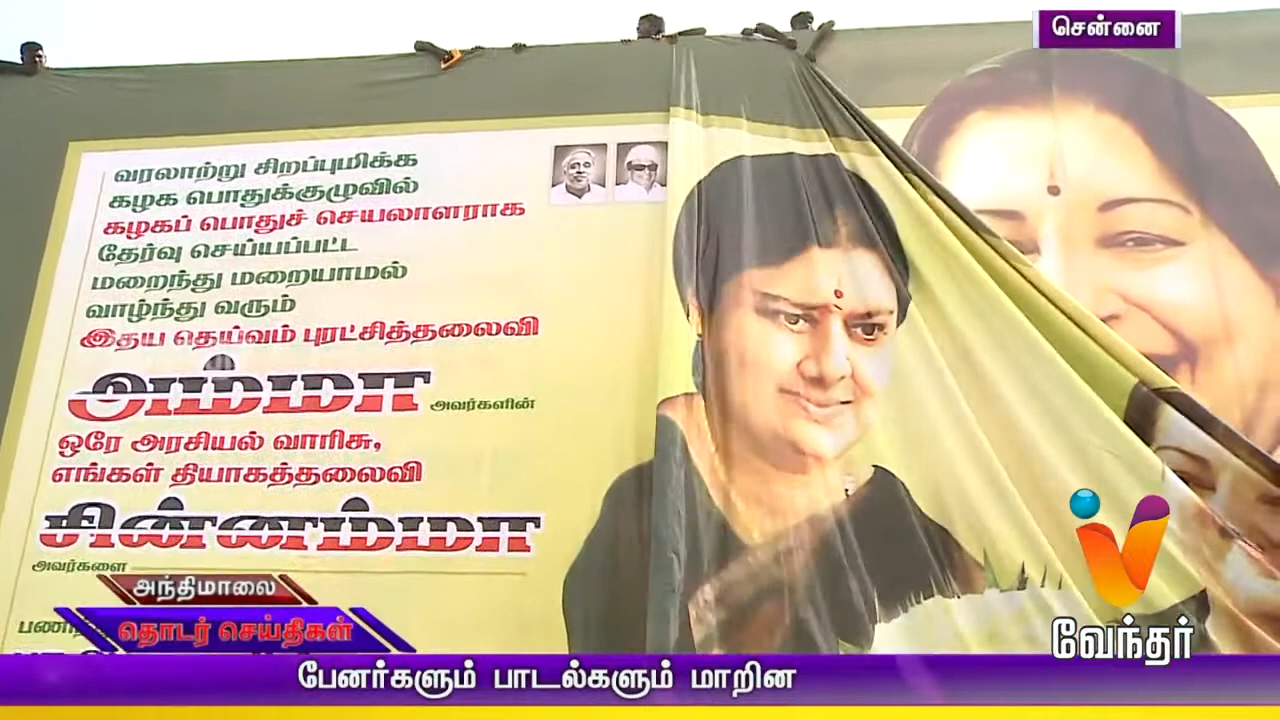 சென்னை
வரலாற்று சிறப்புமிக்க
கழக பொதுக்குழுவில்
கழகப் பொதுச் செயலாளராக
தேர்வு செய்யப்பட்ட
மறைந்து மறையாமல்
வாழ்ந்து வரும்
இதய தெய்வம் புரட்சித்தலைவி
அம்மா அவர்களின்
ஒரே அரசியல் வாரிசு,
எங்கள் தியாகத்தலைவி
சின்னம்மா
அவர்களை
அந்திமாலை
தொடர் செய்திகள்
வேந்தர்
பேனர்களும் பாடல்களும் மாறின